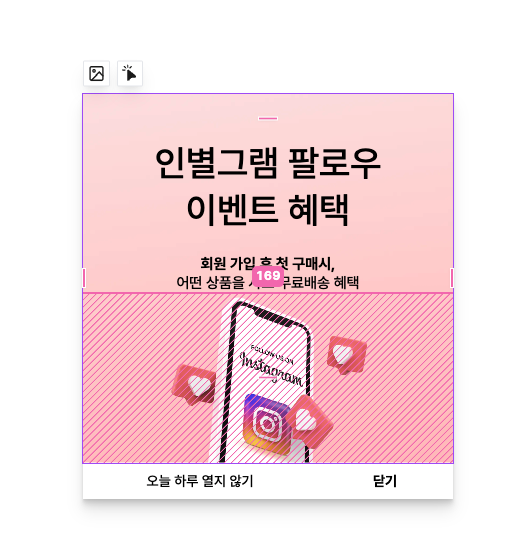 인별그램 팔로우
이벤트 혜택
회원 가입 후 첫 구매시,
169
어떤 상품을 무료배송 혜택
FOLLOW US ON
Instagram
오늘 하루 열지 않기
닫기